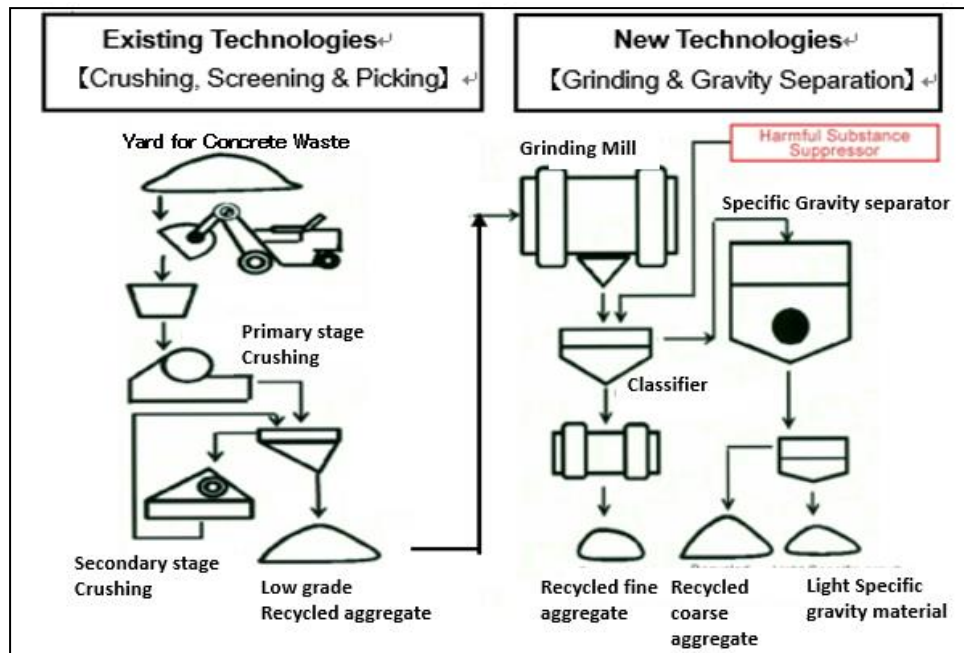 Existing Technologies↵
【Crushing, Screening & Picking】↵
New Technologies↵
【Grinding & Gravity Separation】↵
Yard for Concrete Waste
Grinding Mill
Harmful Substance
Suppressor
Specific Gravity separator
Primary stage
Crushing
Classifier
Secondary stage
Crushing
Low grade
Recycled aggregate
Recycled fine
aggregate
Recycled
coarse
aggregate
Light Specific
gravity material